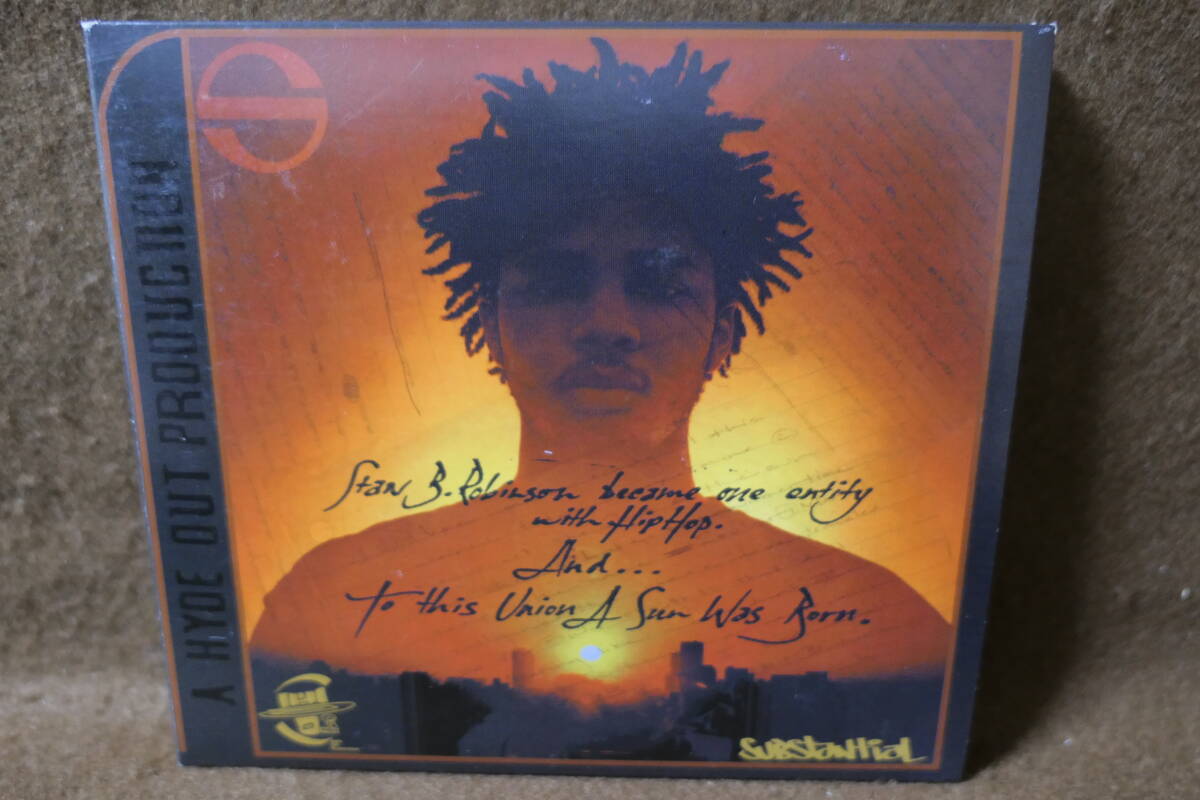 A HYDE OUT PRODUCTION
Stan B. Robinson became one entity
with HipHop.
And...
To this Union A Sun Was Born.
Substantial